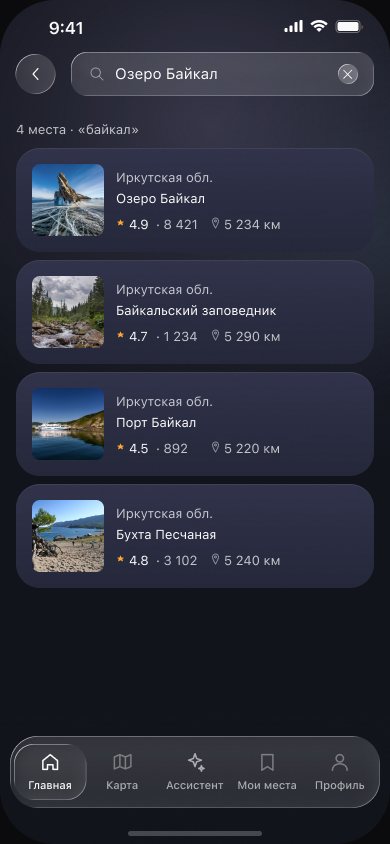 9:41
Озеро Байкал
4 места · «байкал»
Иркутская обл.
Озеро Байкал
4.9 · 8 421 5 234 км
Иркутская обл.
Байкальский заповедник
4.7 · 1 234 5 290 км
Иркутская обл.
Порт Байкал
4.5 · 892 5 220 км
Иркутская обл.
Бухта Песчаная
4.8 · 3 102 5 240 км
Главная Карта Ассистент Мои места Профиль